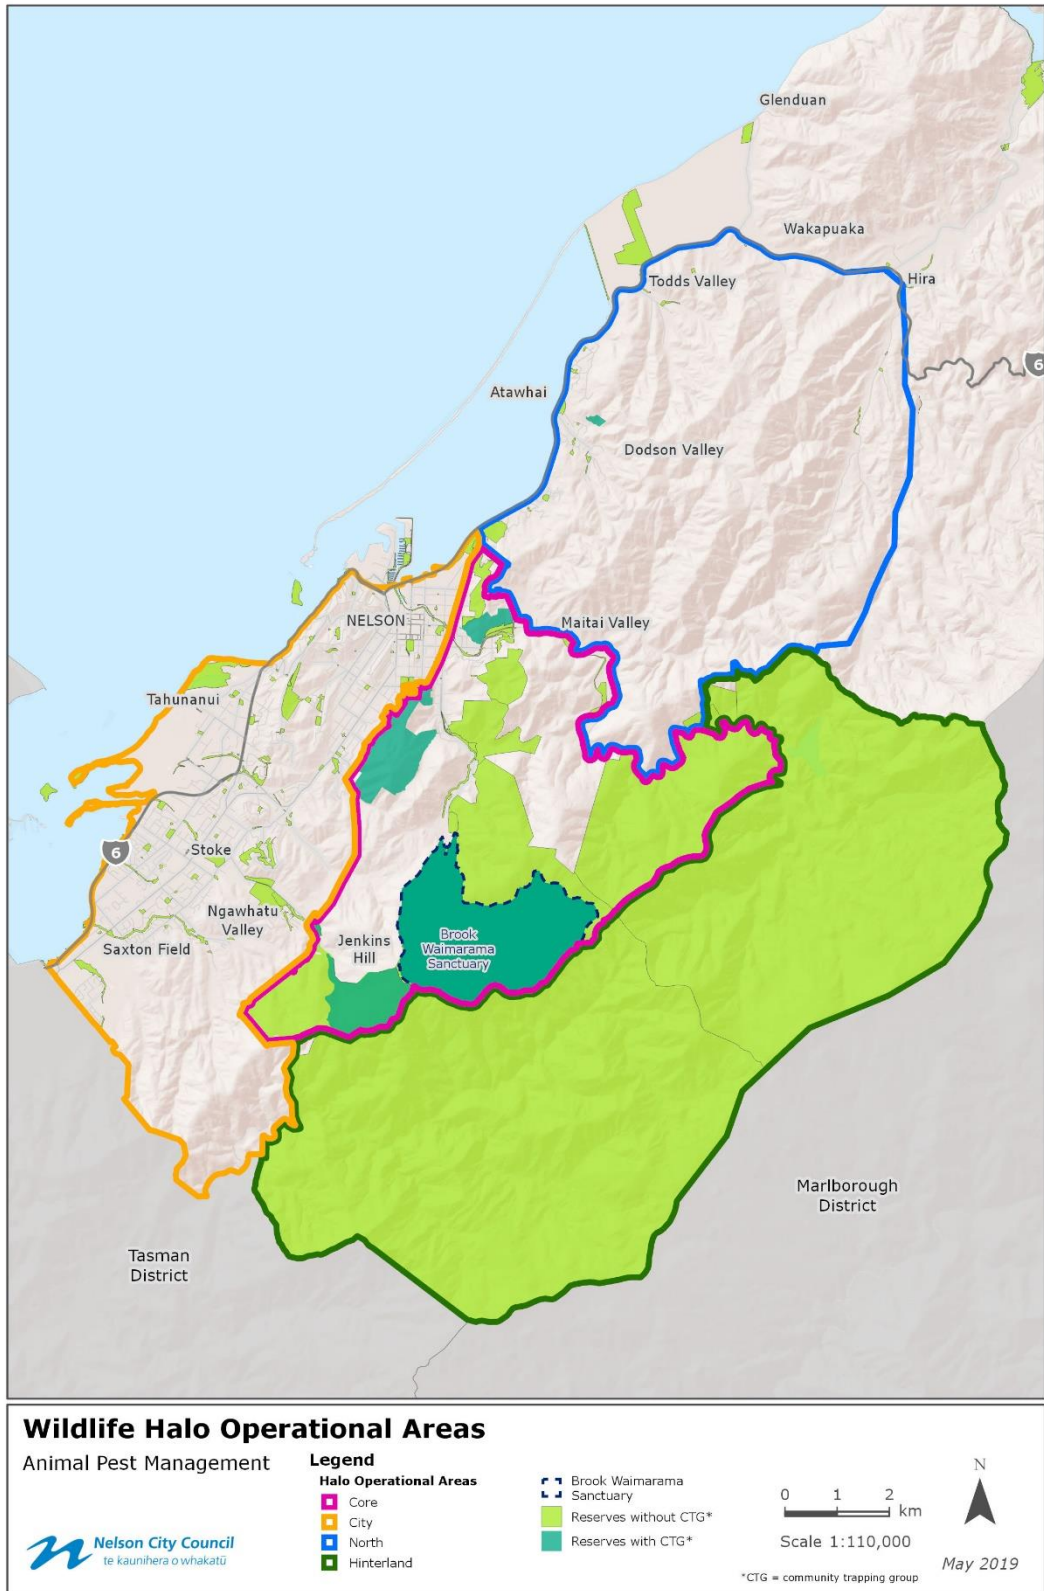 Glenduan
Wakapuaka
Hira
Todds Valley
6
Atawhai
Dodson Valley
NELSON
Maitai Valley
Tahunanui
6
Stoke
Ngawhatu
Valley
Saxton Field
Jenkins
Hill
Brook
Waimarama
Sanctuary
Marlborough
District
Tasman
District
Wildlife Halo Operational Areas
Animal Pest Management
Legend
Halo Operational Areas
Core
City
North
Hinterland
Brook Waimarama
Sanctuary
Reserves without CTG*
Reserves with CTG*
0 1 2
km
Scale 1:110,000
N
May 2019
*CTG = community trapping group
Nelson City Council
te kaunihera o whakatū